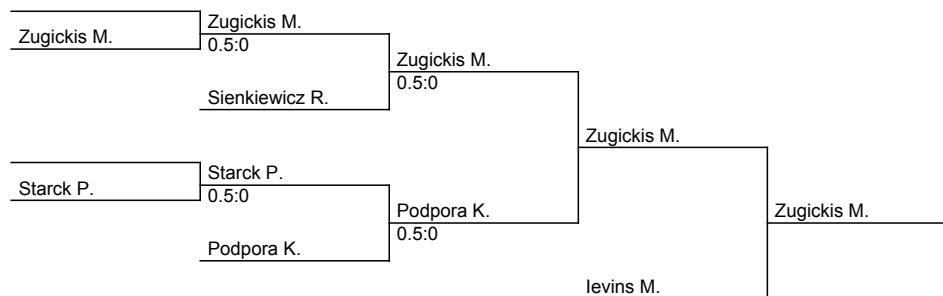 Zugickis M.
Zugickis M.
0.5:0
Zugickis M.
0.5:0
Sienkiewicz R.
Zugickis M.
Starck P.
Starck P.
0.5:0
Podpora K.
0.5:0
Podpora K.
Zugickis M.
Ievins M.